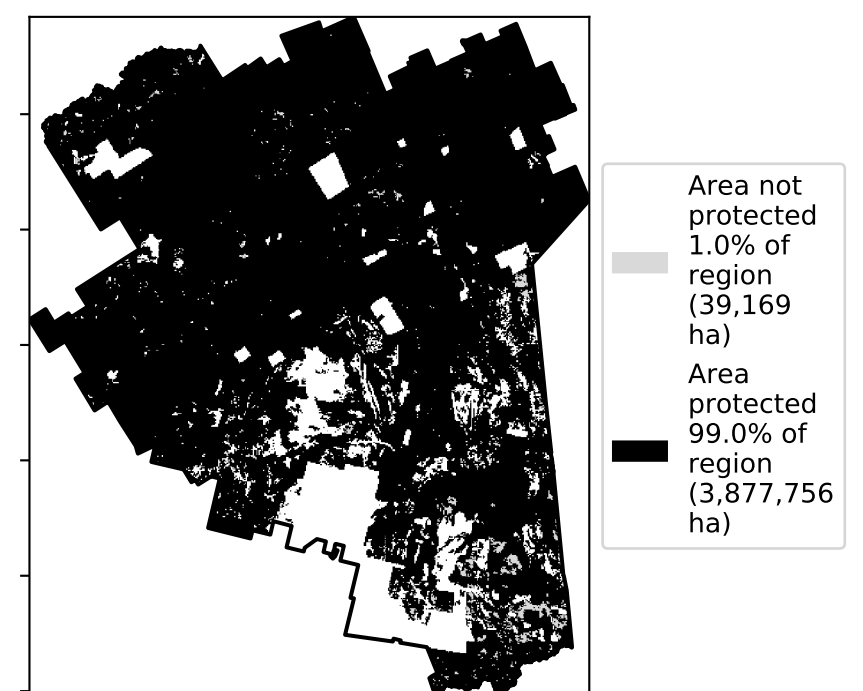 Area not
protected
1.0% of
region
(39,169
ha)
Area
protected
99.0% of
region
(3,877,756
ha)